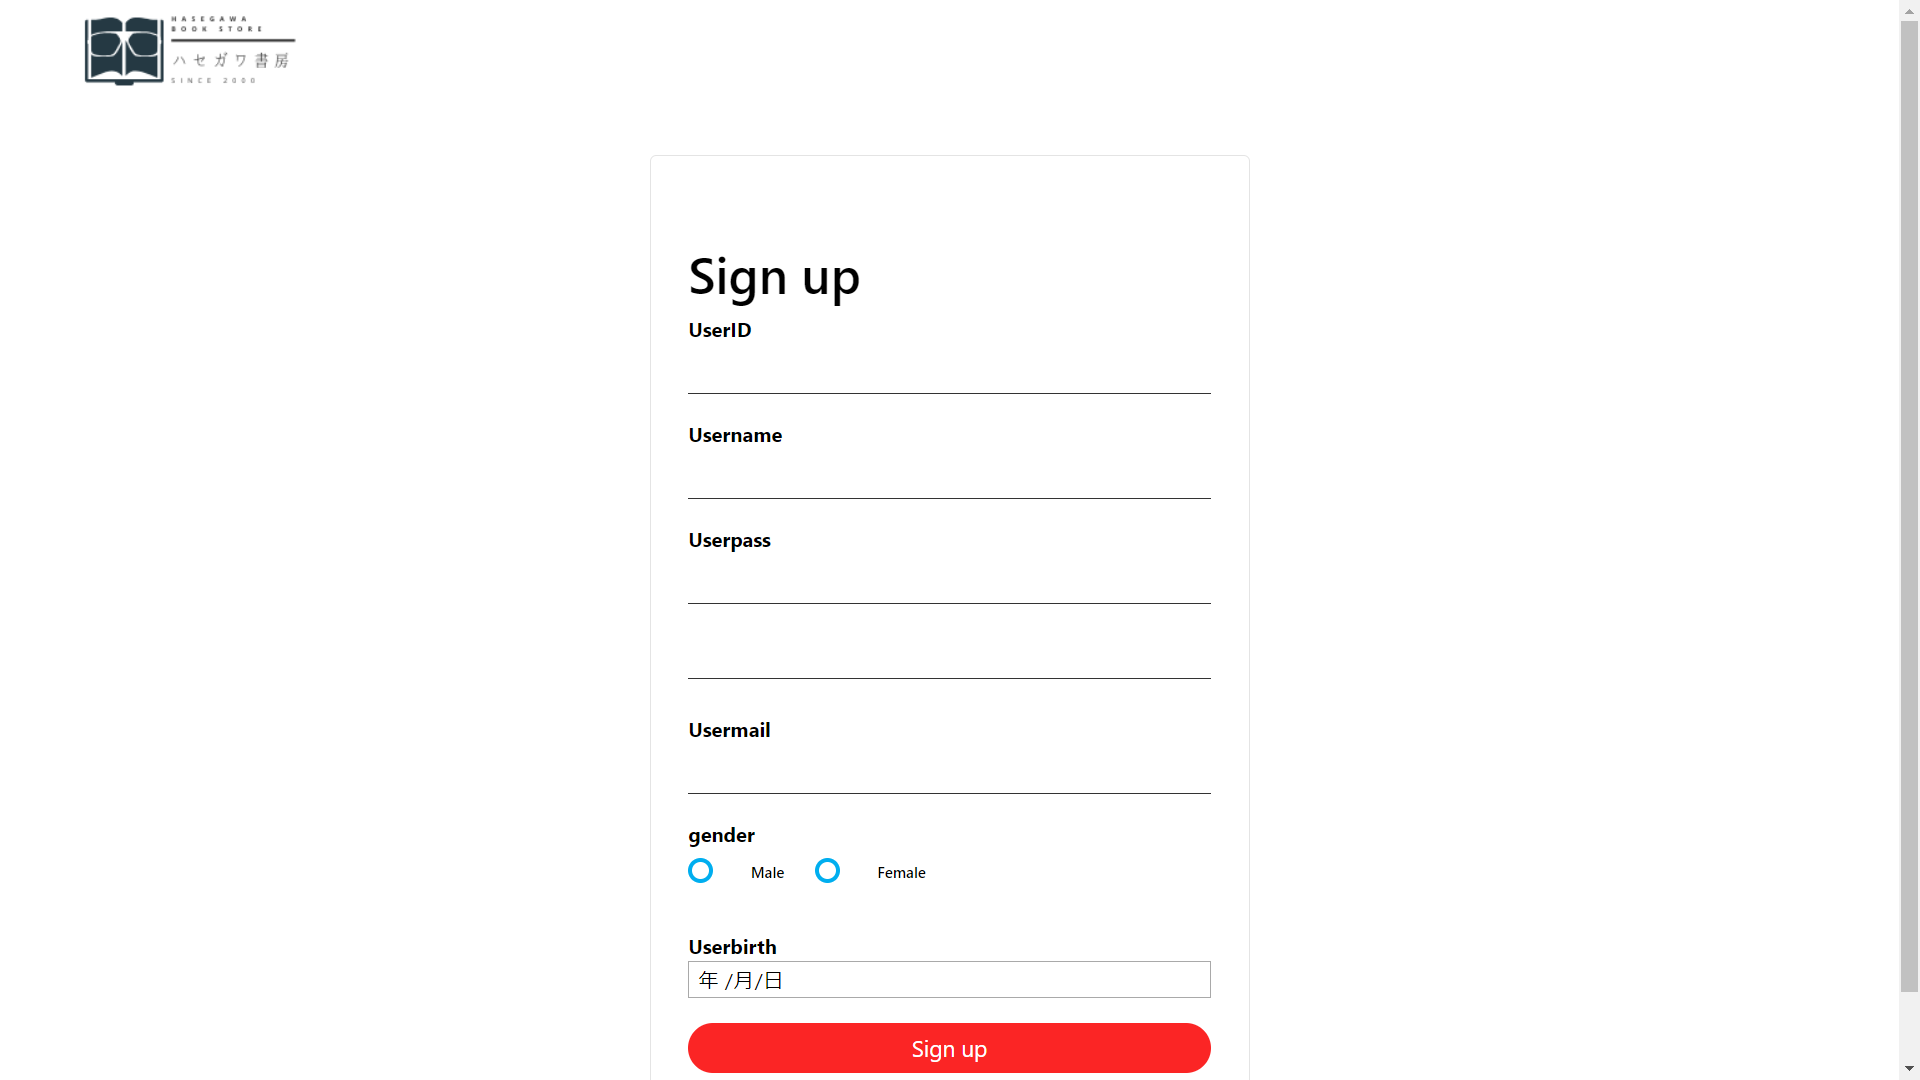 HASEGAWA
BOOK STORE
ハセガワ書房
SINCE 2000
Sign up
UserID
Username
Userpass
Usermail
gender
Male Female
Userbirth
年 /月/日
Sign up